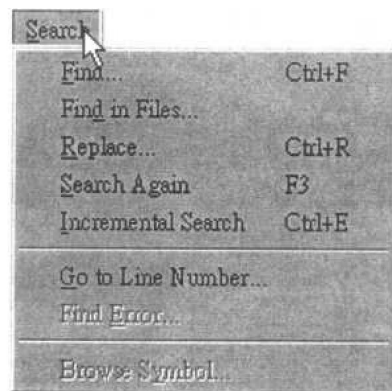 Search
Find... Ctrl+F
Find in Files...
Replace... Ctrl+R
Search Again F3
Incremental Search Ctrl+E
Go to Line Number...
Find Error...
Browse Symbol...